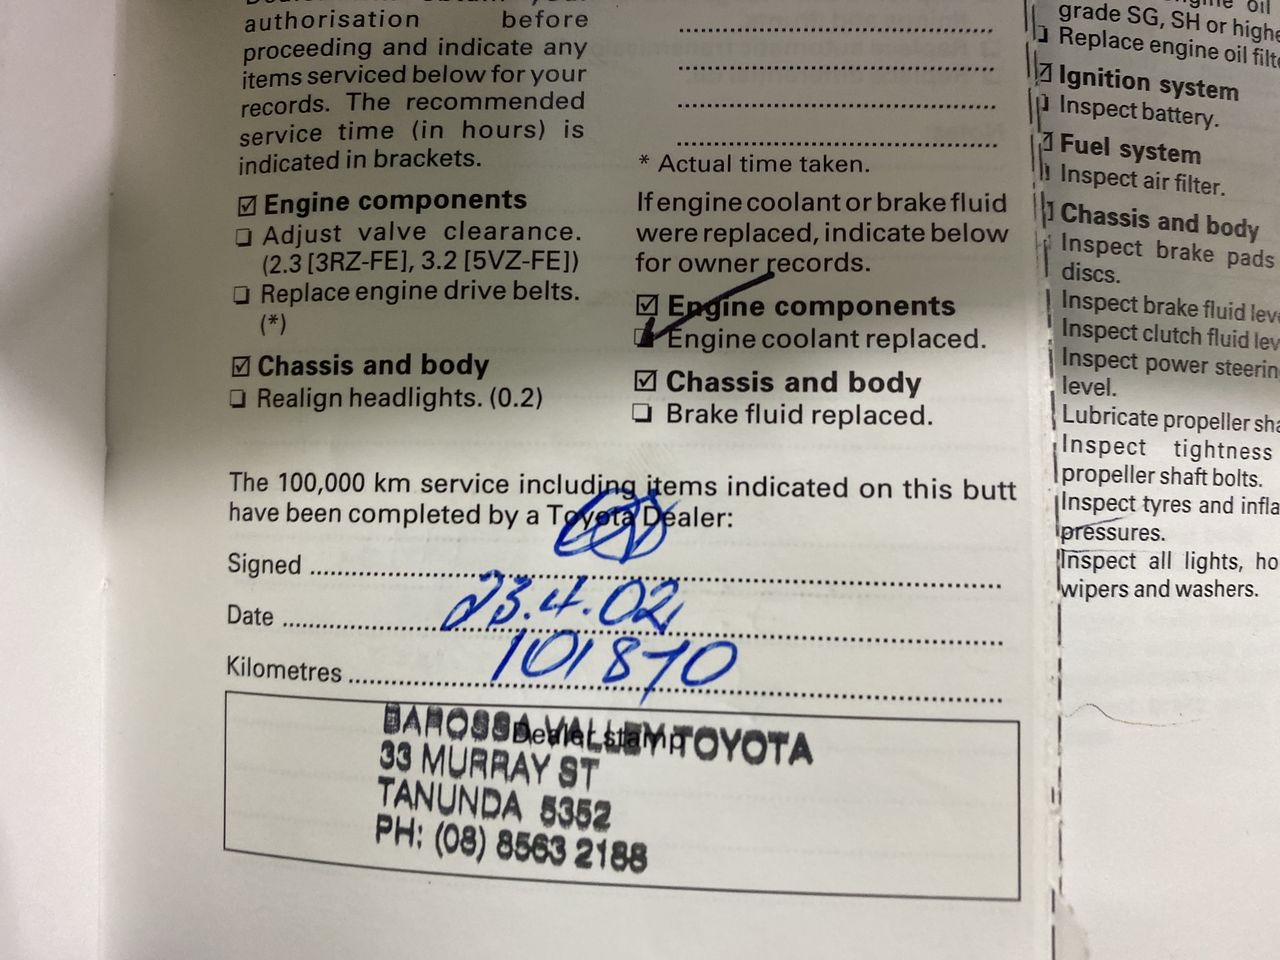 authorisation before
proceeding and indicate any
items serviced below for your
records. The recommended
service time (in hours) is
indicated in brackets.
☑ Engine components
❏ Adjust valve clearance.
(2.3 [3RZ-FE], 3.2 [5VZ-FE])
❏ Replace engine drive belts.
(*)
☑ Chassis and body
❏ Realign headlights. (0.2)
* Actual time taken.
If engine coolant or brake fluid
were replaced, indicate below
for owner records.
☑ Engine components
❏ Engine coolant replaced.
☑ Chassis and body
❏ Brake fluid replaced.
The 100,000 km service including items indicated on this butt
have been completed by a Toyota Dealer:
Signed
Date 23.4.02
Kilometres 101870
Dealer stamp
BAROSSA VALLEY TOYOTA
33 MURRAY ST
TANUNDA 5352
PH: (08) 8563 2188
oil
grade SG, SH or
Replace engine oil
Ignition system
Inspect battery.
Fuel system
Inspect air filter.
Chassis and body
Inspect brake pads
discs.
Inspect brake fluid
Inspect clutch fluid
Inspect power
level.
Lubricate propeller
Inspect tightness
propeller shaft bolts.
Inspect tyres and
pressures.
Inspect all lights,
wipers and washers.